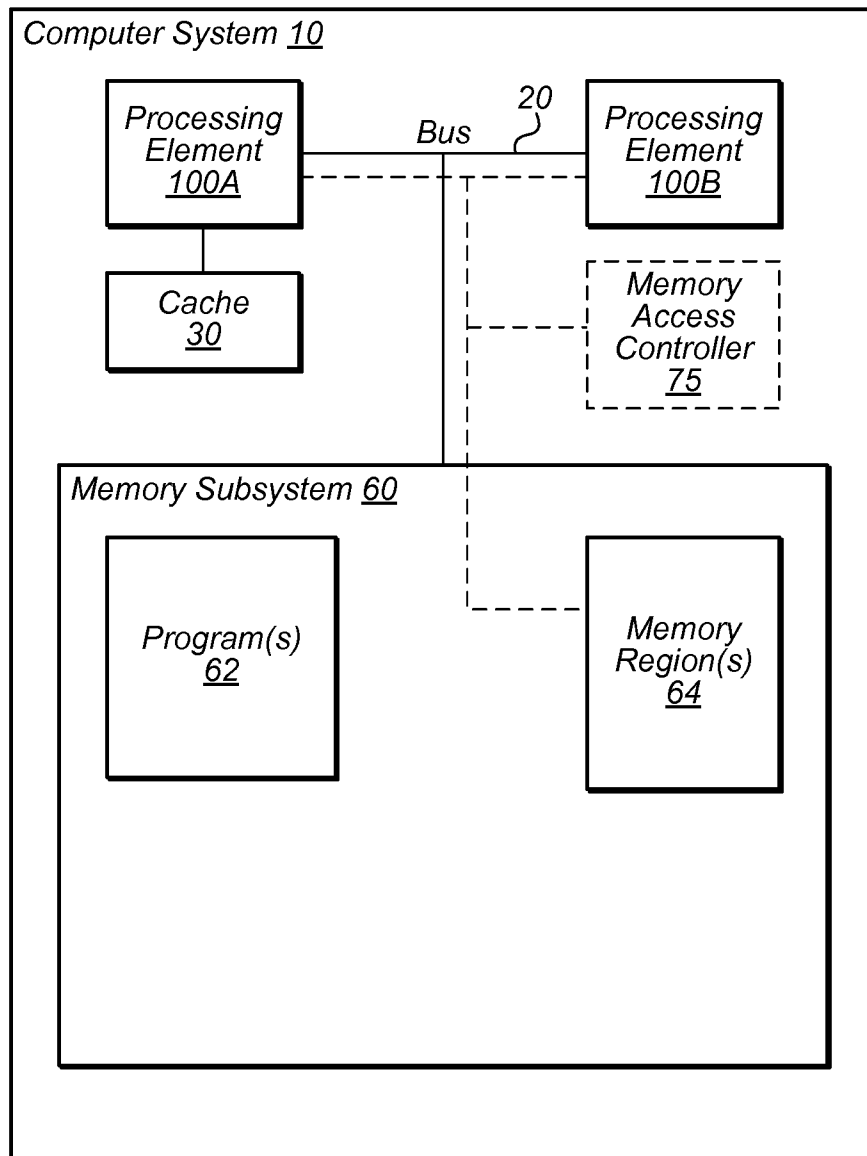 Computer System 10
Processing
Element
100A
Bus
20
Processing
Element
100B
Cache
30
Memory
Access
Controller
75
Memory Subsystem 60
Program(s)
62
Memory
Region(s)
64